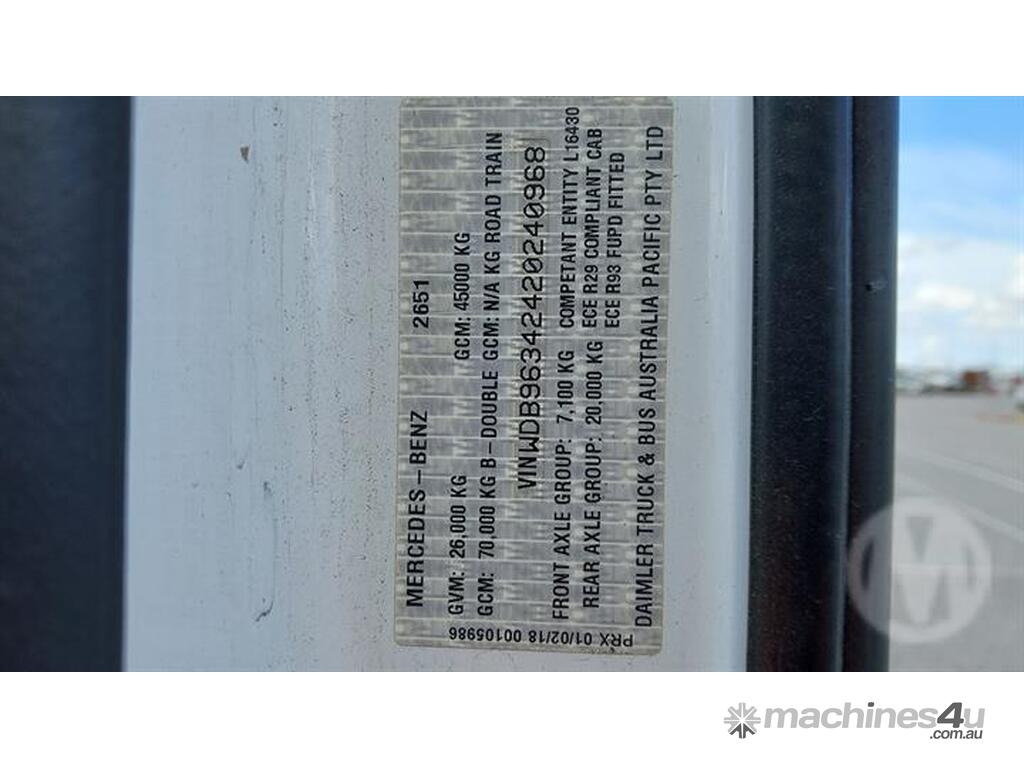 MERCEDES-BENZ 2651
GVM: 26,000 KG GCM: 45000 KG
GCM: 70,000 KG B-DOUBLE GCM: N/A KG ROAD TRAIN
VINWDB96342420240968
FRONT AXLE GROUP: 7,100 KG COMPETANT ENTITY L16430
REAR AXLE GROUP: 20,000 KG ECE R29 COMPLIANT CAB
ECE R93 FUPD FITTED
DAIMLER TRUCK & BUS AUSTRALIA PACIFIC PTY LTD
PRX 01/02/18 00105986
M
machines4u
.com.au